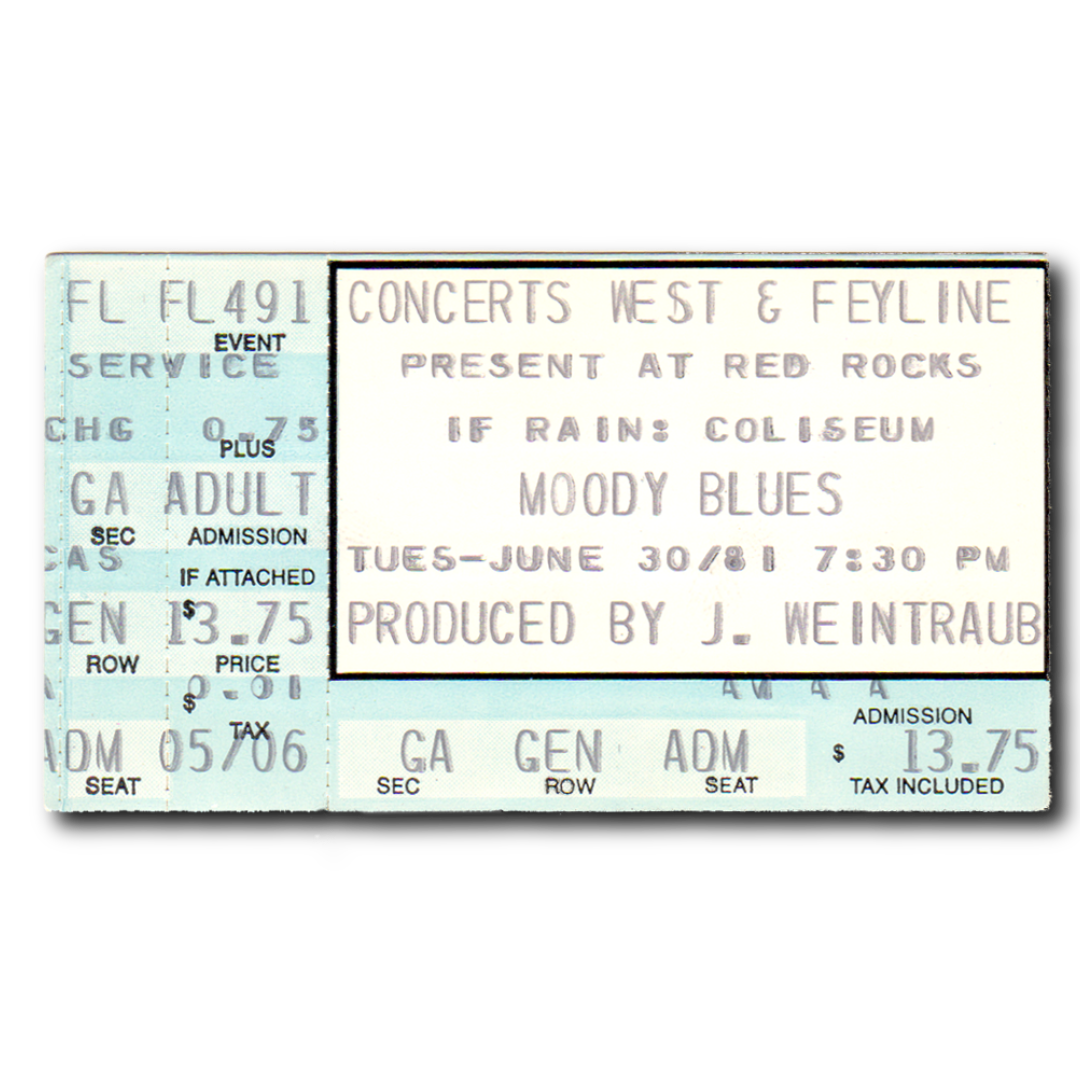 FL FL491
EVENT
SERVICE
CHG 0.75
PLUS
GA ADULT
SEC ADMISSION
CAS
IF ATTACHED
GEN $13.75
ROW PRICE
$
TAX
ADM 05/06
SEAT
CONCERTS WEST & FEYLINE
PRESENT AT RED ROCKS
IF RAIN: COLISEUM
MOODY BLUES
TUES-JUNE 30/81 7:30 PM
PRODUCED BY J. WEINTRAUB
ADMISSION
GA GEN ADM $13.75
SEC ROW SEAT TAX INCLUDED